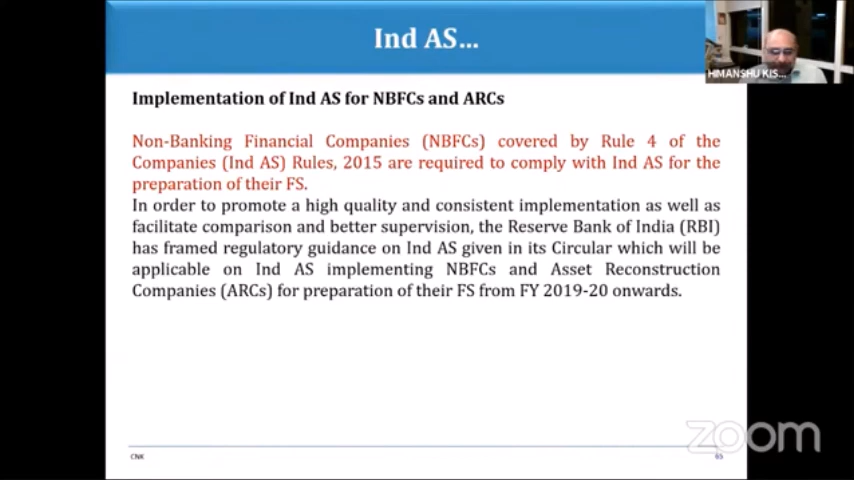 Ind AS...
HIMANSHU KIS...
Implementation of Ind AS for NBFCs and ARCs
Non-Banking Financial Companies (NBFCs) covered by Rule 4 of the
Companies (Ind AS) Rules, 2015 are required to comply with Ind AS for the
preparation of their FS.
In order to promote a high quality and consistent implementation as well as
facilitate comparison and better supervision, the Reserve Bank of India (RBI)
has framed regulatory guidance on Ind AS given in its Circular which will be
applicable on Ind AS implementing NBFCs and Asset Reconstruction
Companies (ARCs) for preparation of their FS from FY 2019-20 onwards.
zoom
CNK
65